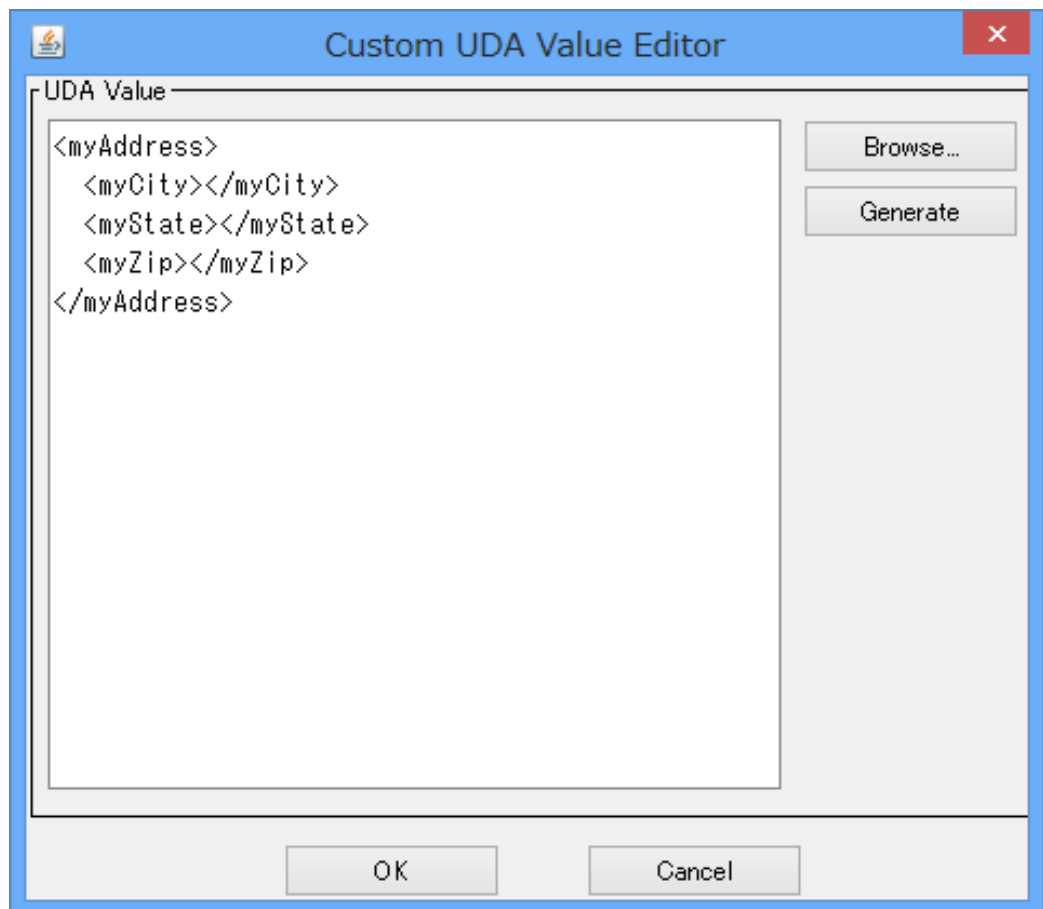 Custom UDA Value Editor
UDA Value
<myAddress>
  <myCity></myCity>
  <myState></myState>
  <myZip></myZip>
</myAddress>
Browse...
Generate
OK
Cancel